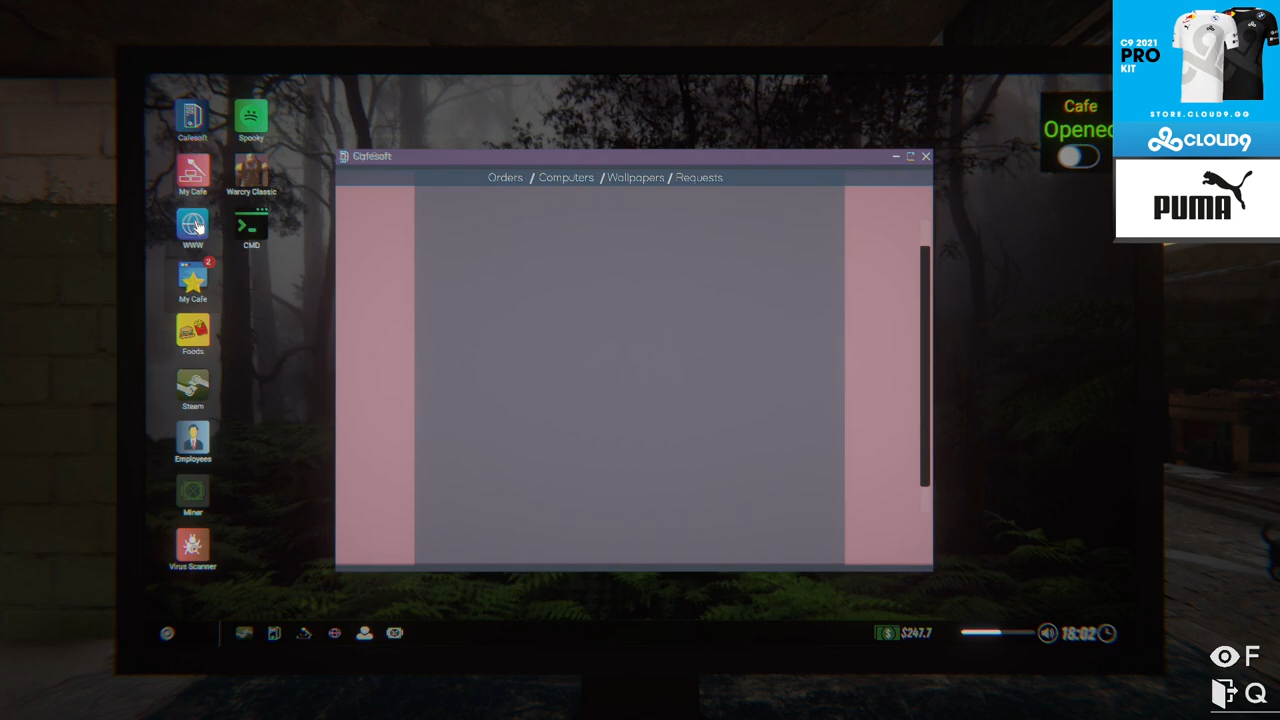 Cafesoft
Spooky
My Cafe
Warcry Classic
WWW
CMD
2
My Cafe
Foods
Steam
Employees
Miner
Virus Scanner
Cafesoft
Orders / Computers / Wallpapers / Requests
Cafe
Opened
$247.7
18:02
C9 2021
PRO
KIT
STORE.CLOUD9.GG
CLOUD9
PUMA
F
Q